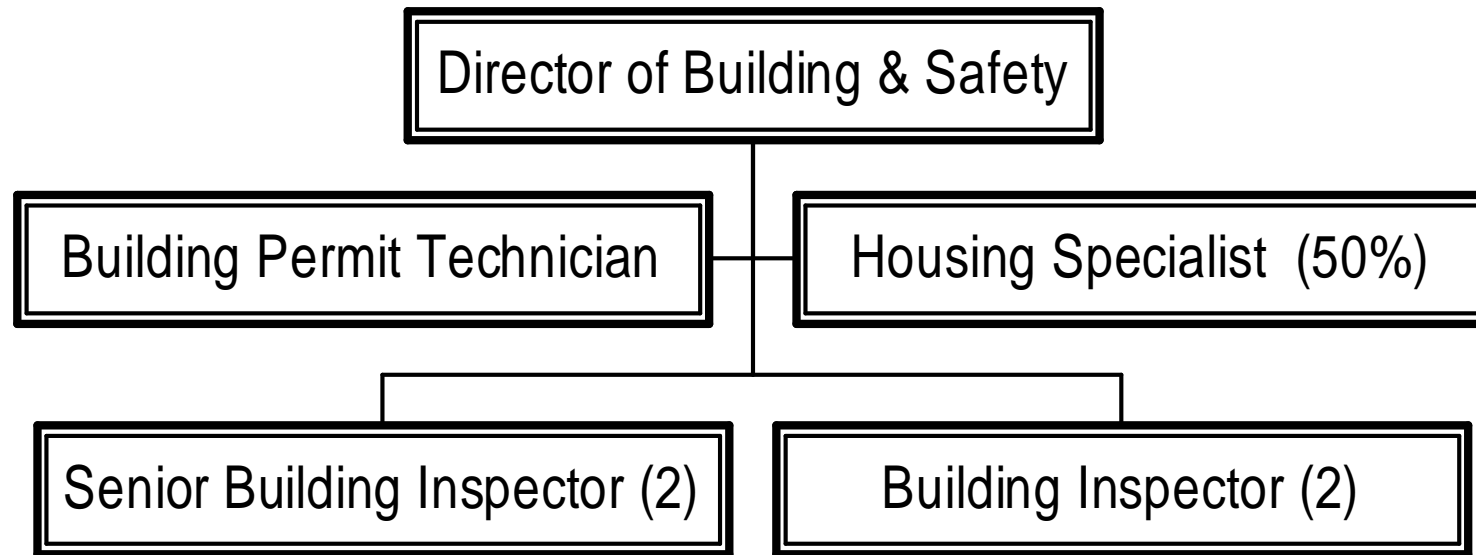 Director of Building & Safety
Building Permit Technician
Housing Specialist (50%)
Senior Building Inspector (2)
Building Inspector (2)